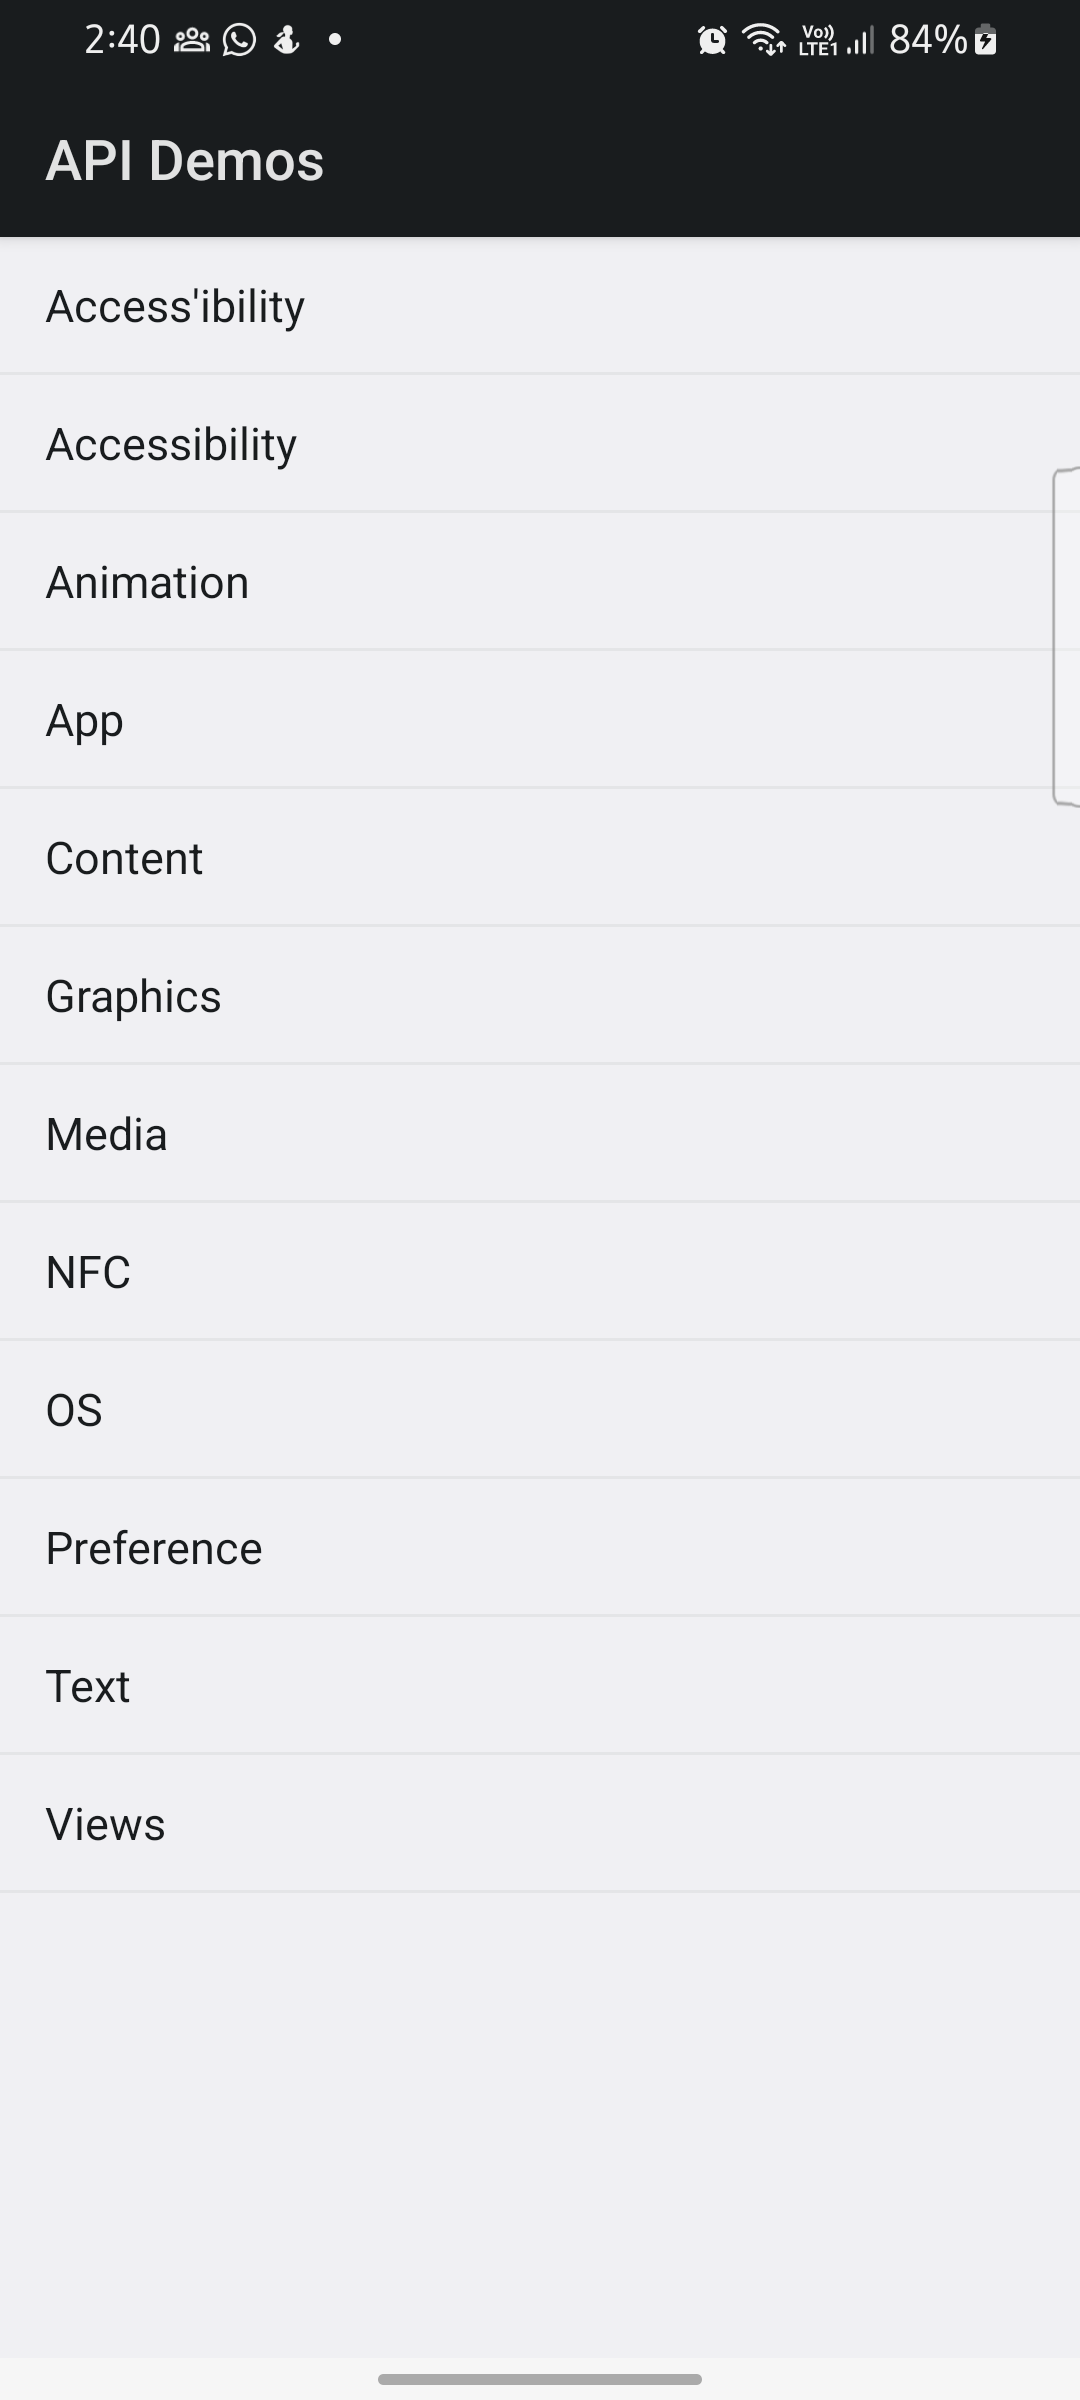 2:40 Vo)) LTE1 84%
API Demos
Access'ibility
Accessibility
Animation
App
Content
Graphics
Media
NFC
OS
Preference
Text
Views